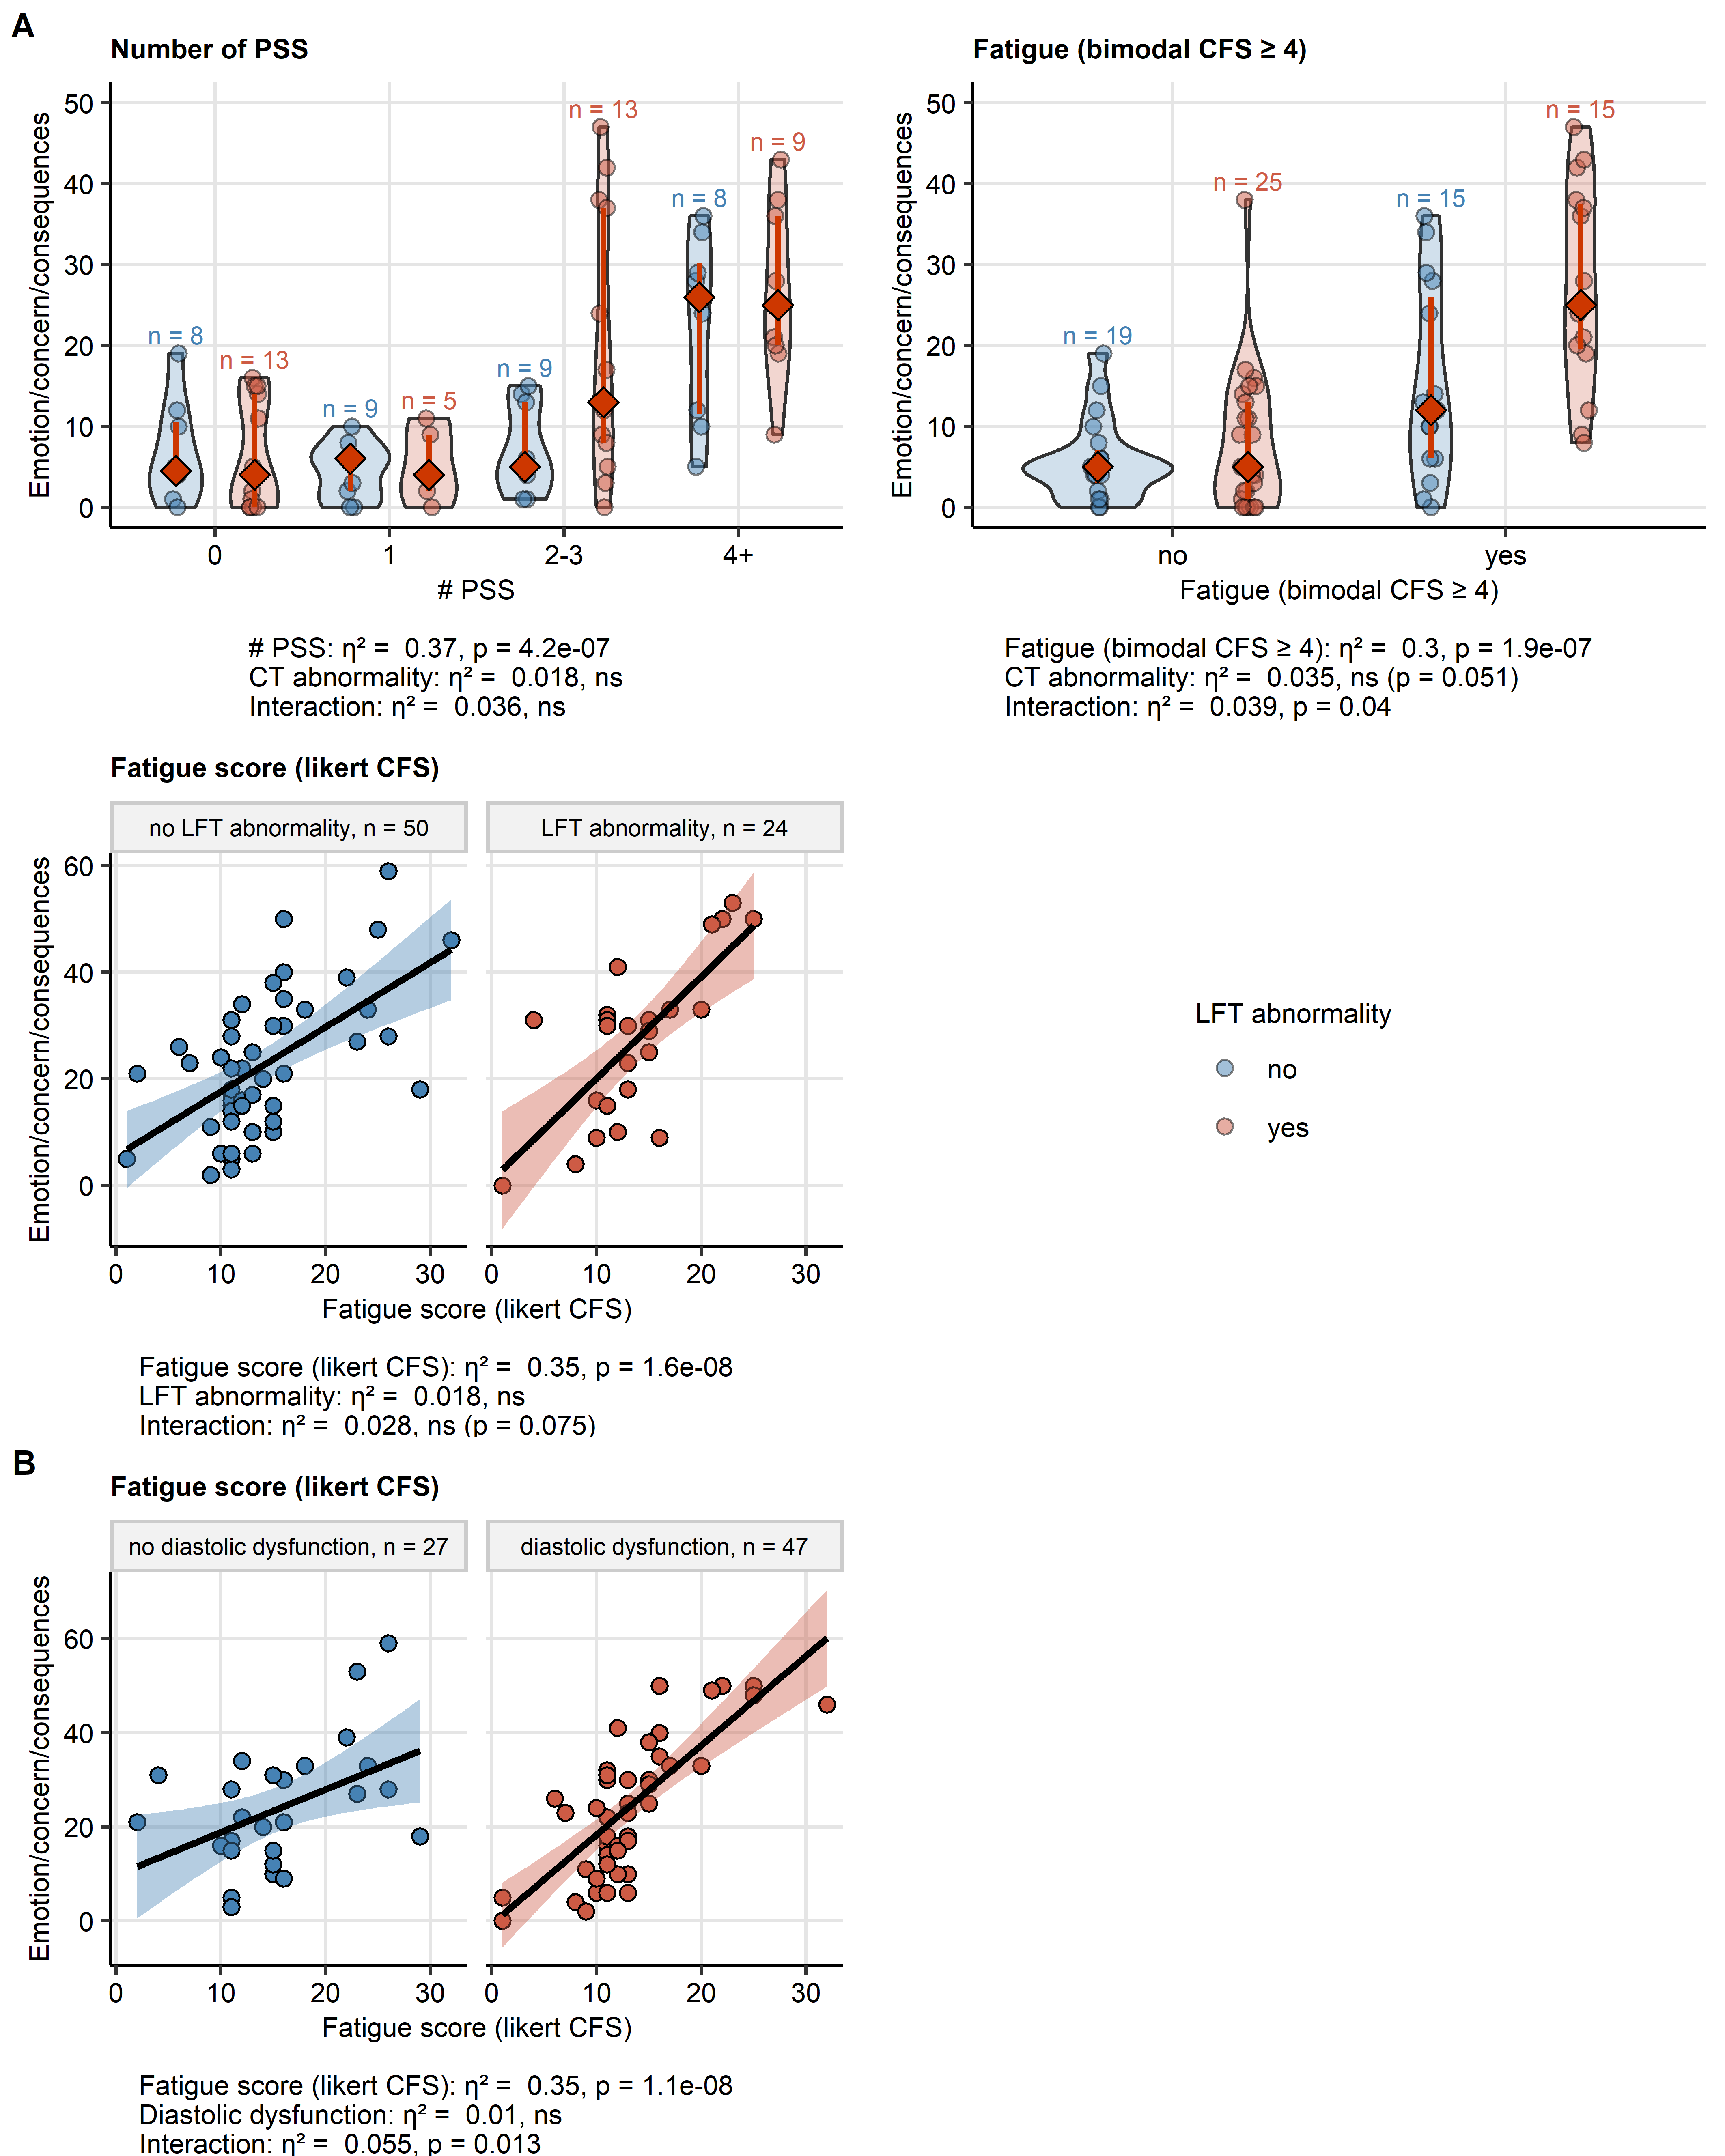 A
Number of PSS
Emotion/concern/consequences
50
40
30
20
10
0
n = 8
n = 13
n = 9
n = 5
n = 9
n = 13
n = 8
n = 9
0 1 2-3 4+
# PSS
# PSS: η² =  0.37, p = 4.2e-07
CT abnormality: η² =  0.018, ns
Interaction: η² =  0.036, ns
Fatigue (bimodal CFS ≥ 4)
Emotion/concern/consequences
50
40
30
20
10
0
n = 19
n = 25
n = 15
n = 15
no yes
Fatigue (bimodal CFS ≥ 4)
Fatigue (bimodal CFS ≥ 4): η² =  0.3, p = 1.9e-07
CT abnormality: η² =  0.035, ns (p = 0.051)
Interaction: η² =  0.039, p = 0.04
Fatigue score (likert CFS)
no LFT abnormality, n = 50
LFT abnormality, n = 24
Emotion/concern/consequences
60
40
20
0
0 10 20 30
0 10 20 30
Fatigue score (likert CFS)
Fatigue score (likert CFS): η² =  0.35, p = 1.6e-08
LFT abnormality: η² =  0.018, ns
Interaction: η² =  0.028, ns (p = 0.075)
LFT abnormality
no
yes
B
Fatigue score (likert CFS)
no diastolic dysfunction, n = 27
diastolic dysfunction, n = 47
Emotion/concern/consequences
60
40
20
0
0 10 20 30
0 10 20 30
Fatigue score (likert CFS)
Fatigue score (likert CFS): η² =  0.35, p = 1.1e-08
Diastolic dysfunction: η² =  0.01, ns
Interaction: η² =  0.055, p = 0.013